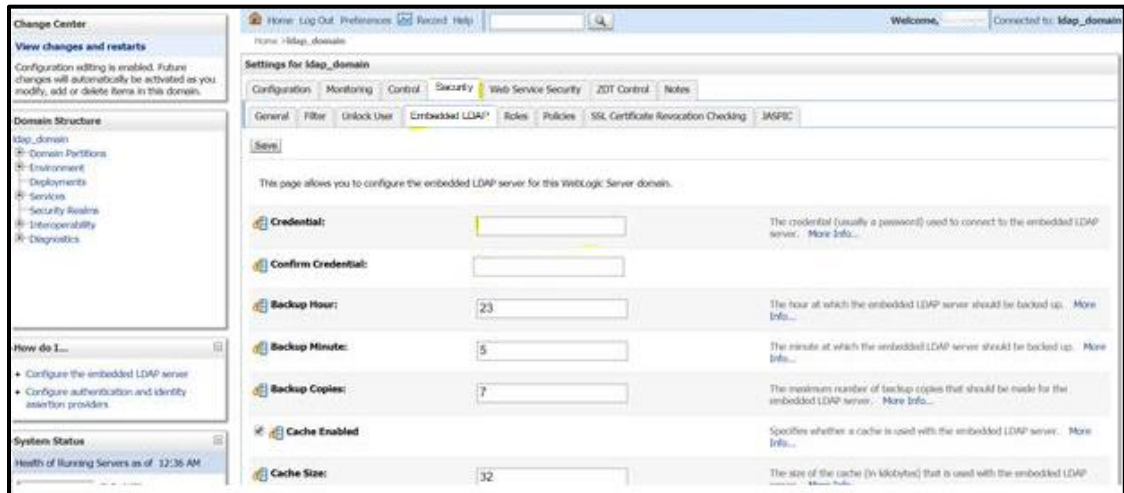 Change Center
View changes and restarts
Configuration editing is enabled. Future
changes will automatically be activated as you
modify, add or delete items in this domain.
Domain Structure
ldap_domain
Domain Partitions
Environment
Deployments
Services
Security Realms
Interoperability
Diagnostics
How do I...
Configure the embedded LDAP server
Configure authentication and identity
assertion providers
System Status
Health of Running Servers as of 12:36 AM
Home Log Out Preferences Record Help
Welcome,
Connected to: ldap_domain
Home >ldap_domain
Settings for ldap_domain
Configuration Monitoring Control Security Web Service Security ZDT Control Notes
General Filter Unlock User Embedded LDAP Roles Policies SSL Certificate Revocation Checking JASPIC
Save
This page allows you to configure the embedded LDAP server for this WebLogic Server domain.
Credential:
The credential (usually a password) used to connect to the embedded LDAP
server. More Info...
Confirm Credential:
Backup Hour: 23
The hour at which the embedded LDAP server should be backed up. More
Info...
Backup Minute: 5
The minute at which the embedded LDAP server should be backed up. More
Info...
Backup Copies: 7
The maximum number of backup copies that should be made for the
embedded LDAP server. More Info...
Cache Enabled
Specifies whether a cache is used with the embedded LDAP server. More
Info...
Cache Size: 32
The size of the cache (in kilobytes) that is used with the embedded LDAP